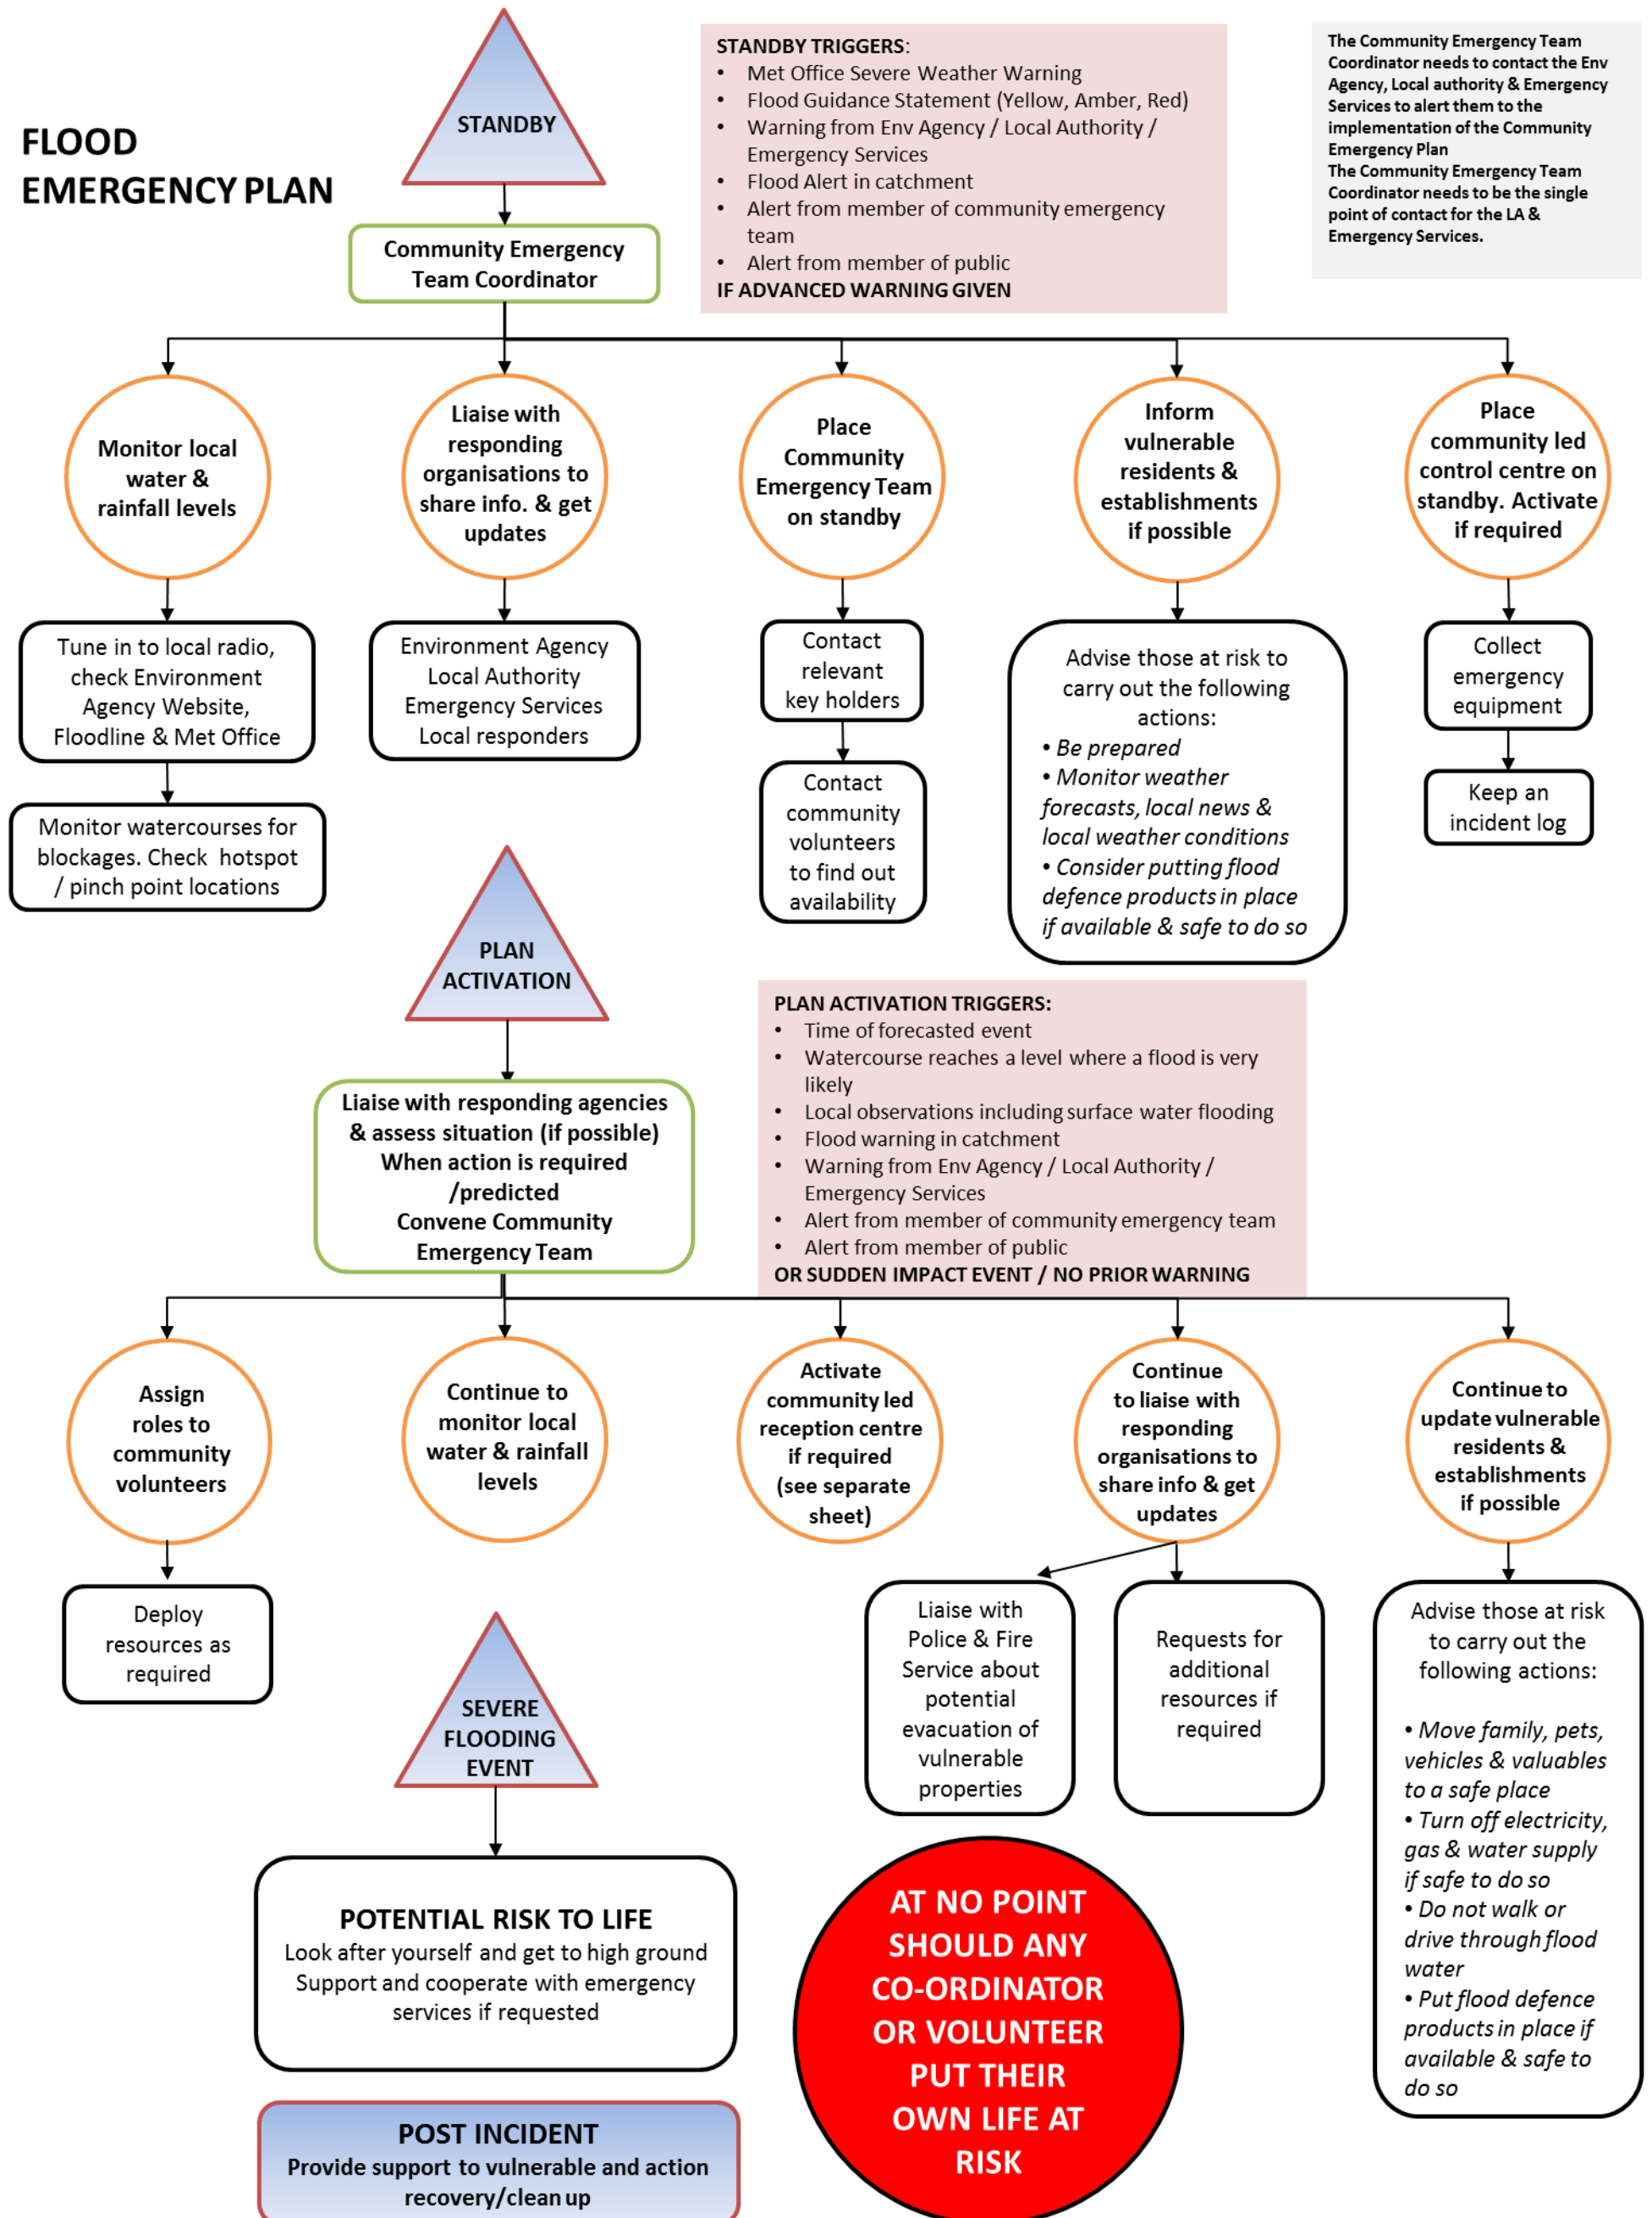 FLOOD
EMERGENCY PLAN
STANDBY
STANDBY TRIGGERS:
• Met Office Severe Weather Warning
• Flood Guidance Statement (Yellow, Amber, Red)
• Warning from Env Agency / Local Authority /
Emergency Services
• Flood Alert in catchment
• Alert from member of community emergency
team
• Alert from member of public
IF ADVANCED WARNING GIVEN
The Community Emergency Team
Coordinator needs to contact the Env
Agency, Local authority & Emergency
Services to alert them to the
implementation of the Community
Emergency Plan
The Community Emergency Team
Coordinator needs to be the single
point of contact for the LA &
Emergency Services.
Community Emergency
Team Coordinator
Monitor local
water &
rainfall levels
Liaise with
responding
organisations to
share info. & get
updates
Place
Community
Emergency Team
on standby
Inform
vulnerable
residents &
establishments
if possible
Place
community led
control centre on
standby. Activate
if required
Tune in to local radio,
check Environment
Agency Website,
Floodline & Met Office
Monitor watercourses for
blockages. Check hotspot
/ pinch point locations
Environment Agency
Local Authority
Emergency Services
Local responders
Contact
relevant
key holders
Contact
community
volunteers
to find out
availability
Advise those at risk to
carry out the following
actions:
• Be prepared
• Monitor weather
forecasts, local news &
local weather conditions
• Consider putting flood
defence products in place
if available & safe to do so
Collect
emergency
equipment
Keep an
incident log
PLAN
ACTIVATION
PLAN ACTIVATION TRIGGERS:
• Time of forecasted event
• Watercourse reaches a level where a flood is very
likely
• Local observations including surface water flooding
• Flood warning in catchment
• Warning from Env Agency / Local Authority /
Emergency Services
• Alert from member of community emergency team
• Alert from member of public
OR SUDDEN IMPACT EVENT / NO PRIOR WARNING
Liaise with responding agencies
& assess situation (if possible)
When action is required
/predicted
Convene Community
Emergency Team
Assign
roles to
community
volunteers
Continue to
monitor local
water & rainfall
levels
Activate
community led
reception centre
if required
(see separate
sheet)
Continue
to liaise with
responding
organisations to
share info & get
updates
Continue to
update vulnerable
residents &
establishments
if possible
Deploy
resources as
required
Liaise with
Police & Fire
Service about
potential
evacuation of
vulnerable
properties
Requests for
additional
resources if
required
Advise those at risk
to carry out the
following actions:
• Move family, pets,
vehicles & valuables
to a safe place
• Turn off electricity,
gas & water supply
if safe to do so
• Do not walk or
drive through flood
water
• Put flood defence
products in place if
available & safe to
do so
SEVERE
FLOODING
EVENT
POTENTIAL RISK TO LIFE
Look after yourself and get to high ground
Support and cooperate with emergency
services if requested
AT NO POINT
SHOULD ANY
CO-ORDINATOR
OR VOLUNTEER
PUT THEIR
OWN LIFE AT
RISK
POST INCIDENT
Provide support to vulnerable and action
recovery/clean up